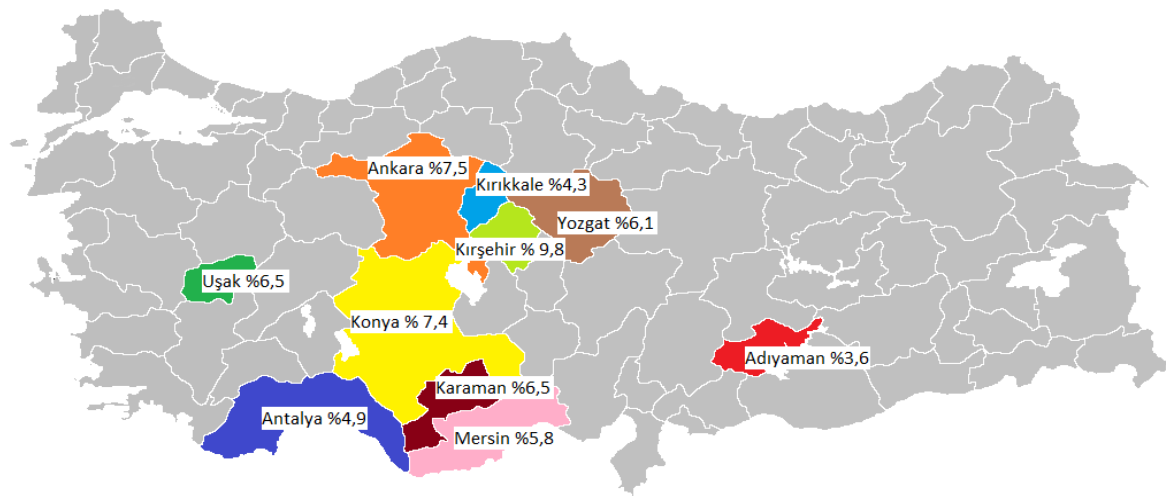 Ankara %7,5
Kırıkkale %4,3
Yozgat %6,1
Kırşehir % 9,8
Uşak %6,5
Konya % 7,4
Adıyaman %3,6
Karaman %6,5
Antalya %4,9
Mersin %5,8